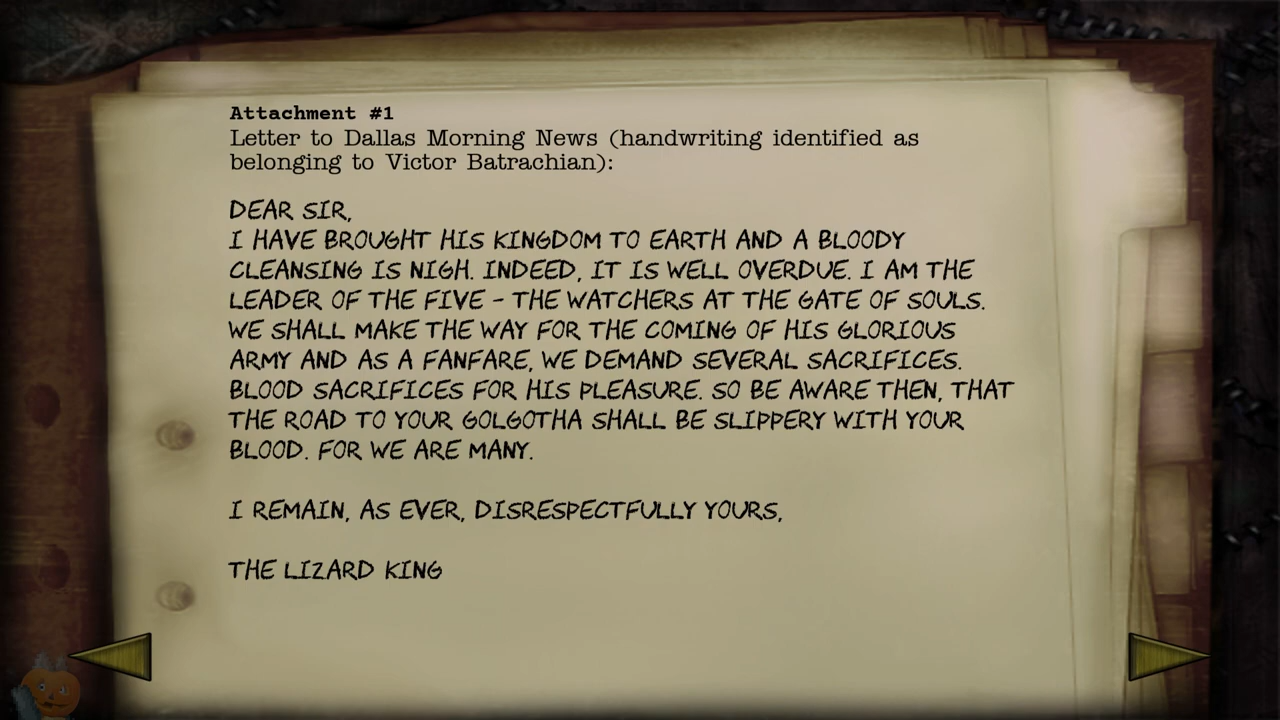 Attachment #1
Letter to Dallas Morning News (handwriting identified as
belonging to Victor Batrachian):
DEAR SIR,
I HAVE BROUGHT HIS KINGDOM TO EARTH AND A BLOODY
CLEANSING IS NIGH. INDEED, IT IS WELL OVERDUE. I AM THE
LEADER OF THE FIVE - THE WATCHERS AT THE GATE OF SOULS.
WE SHALL MAKE THE WAY FOR THE COMING OF HIS GLORIOUS
ARMY AND AS A FANFARE, WE DEMAND SEVERAL SACRIFICES.
BLOOD SACRIFICES FOR HIS PLEASURE. SO BE AWARE THEN, THAT
THE ROAD TO YOUR GOLGOTHA SHALL BE SLIPPERY WITH YOUR
BLOOD. FOR WE ARE MANY.
I REMAIN, AS EVER, DISRESPECTFULLY YOURS,
THE LIZARD KING